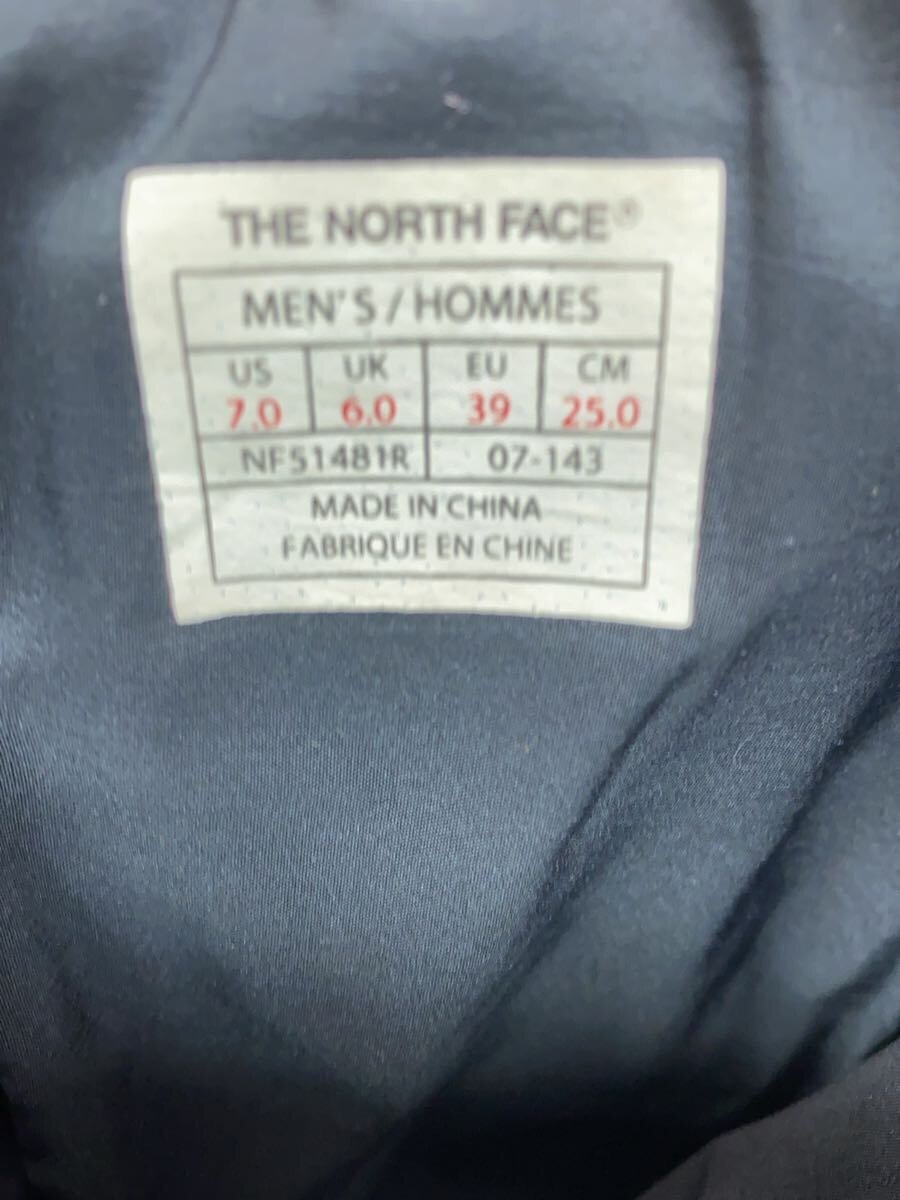 THE NORTH FACE®
MEN'S / HOMMES
US UK EU CM
7.0 6.0 39 25.0
NF51481R 07-143
MADE IN CHINA
FABRIQUE EN CHINE